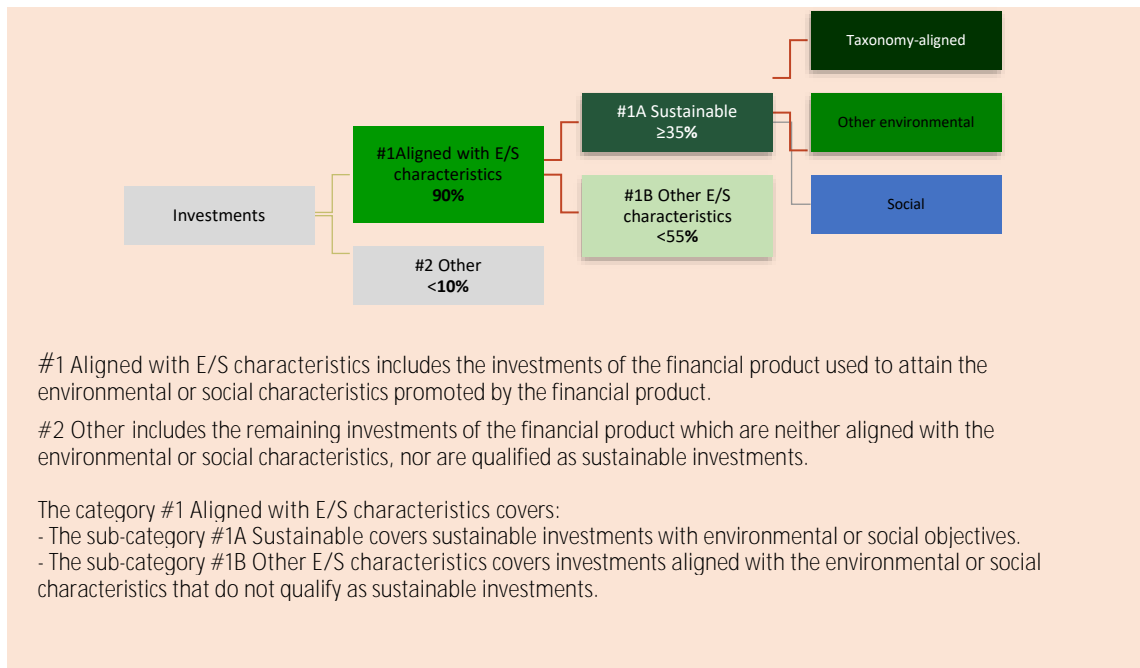 Taxonomy-aligned
#1A Sustainable
≥35%
Other environmental
#1Aligned with E/S
characteristics
90%
#1B Other E/S
characteristics
<55%
Social
Investments
#2 Other
<10%
#1 Aligned with E/S characteristics includes the investments of the financial product used to attain the
environmental or social characteristics promoted by the financial product.
#2 Other includes the remaining investments of the financial product which are neither aligned with the
environmental or social characteristics, nor are qualified as sustainable investments.
The category #1 Aligned with E/S characteristics covers:
- The sub-category #1A Sustainable covers sustainable investments with environmental or social objectives.
- The sub-category #1B Other E/S characteristics covers investments aligned with the environmental or social
characteristics that do not qualify as sustainable investments.